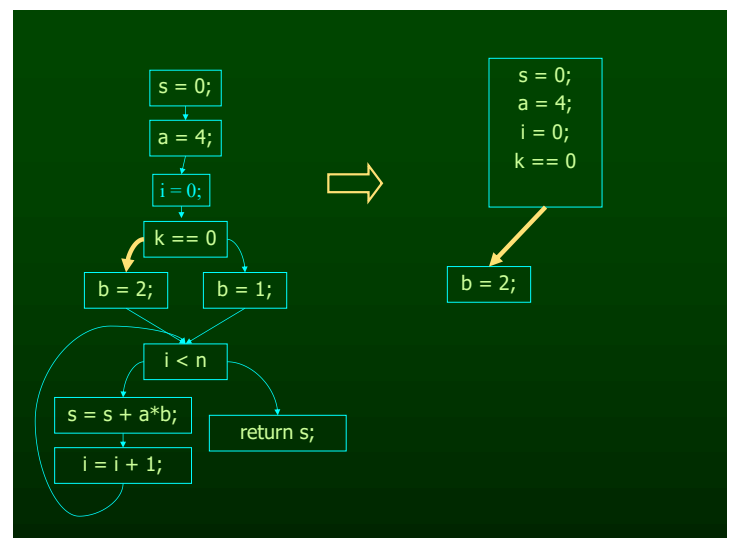 s = 0;
a = 4;
i = 0;
k == 0
b = 2;
b = 1;
i < n
s = s + a*b;
return s;
i = i + 1;
s = 0;
a = 4;
i = 0;
k == 0
b = 2;